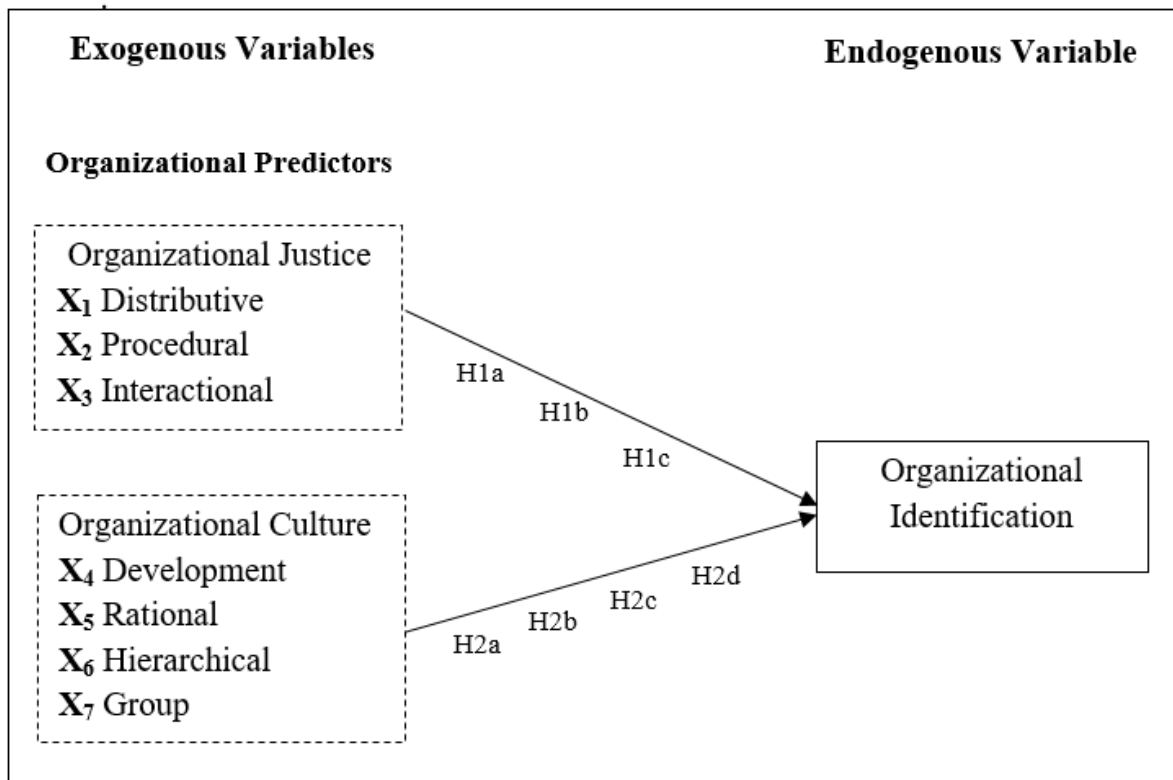 Exogenous Variables
Endogenous Variable
Organizational Predictors
Organizational Justice
X₁ Distributive
X₂ Procedural
X₃ Interactional
H1a
H1b
H1c
Organizational
Identification
Organizational Culture
X₄ Development
X₅ Rational
X₆ Hierarchical
X₇ Group
H2a
H2b
H2c
H2d